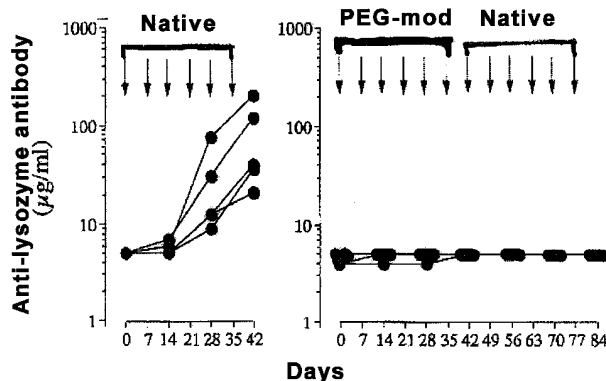 Native
PEG-mod Native
1000 1000
100 100
10 10
1 1
Anti-lysozyme antibody
(μg/ml)
0 7 14 21 28 35 42
0 7 14 21 28 35 42 49 56 63 70 77 84
Days